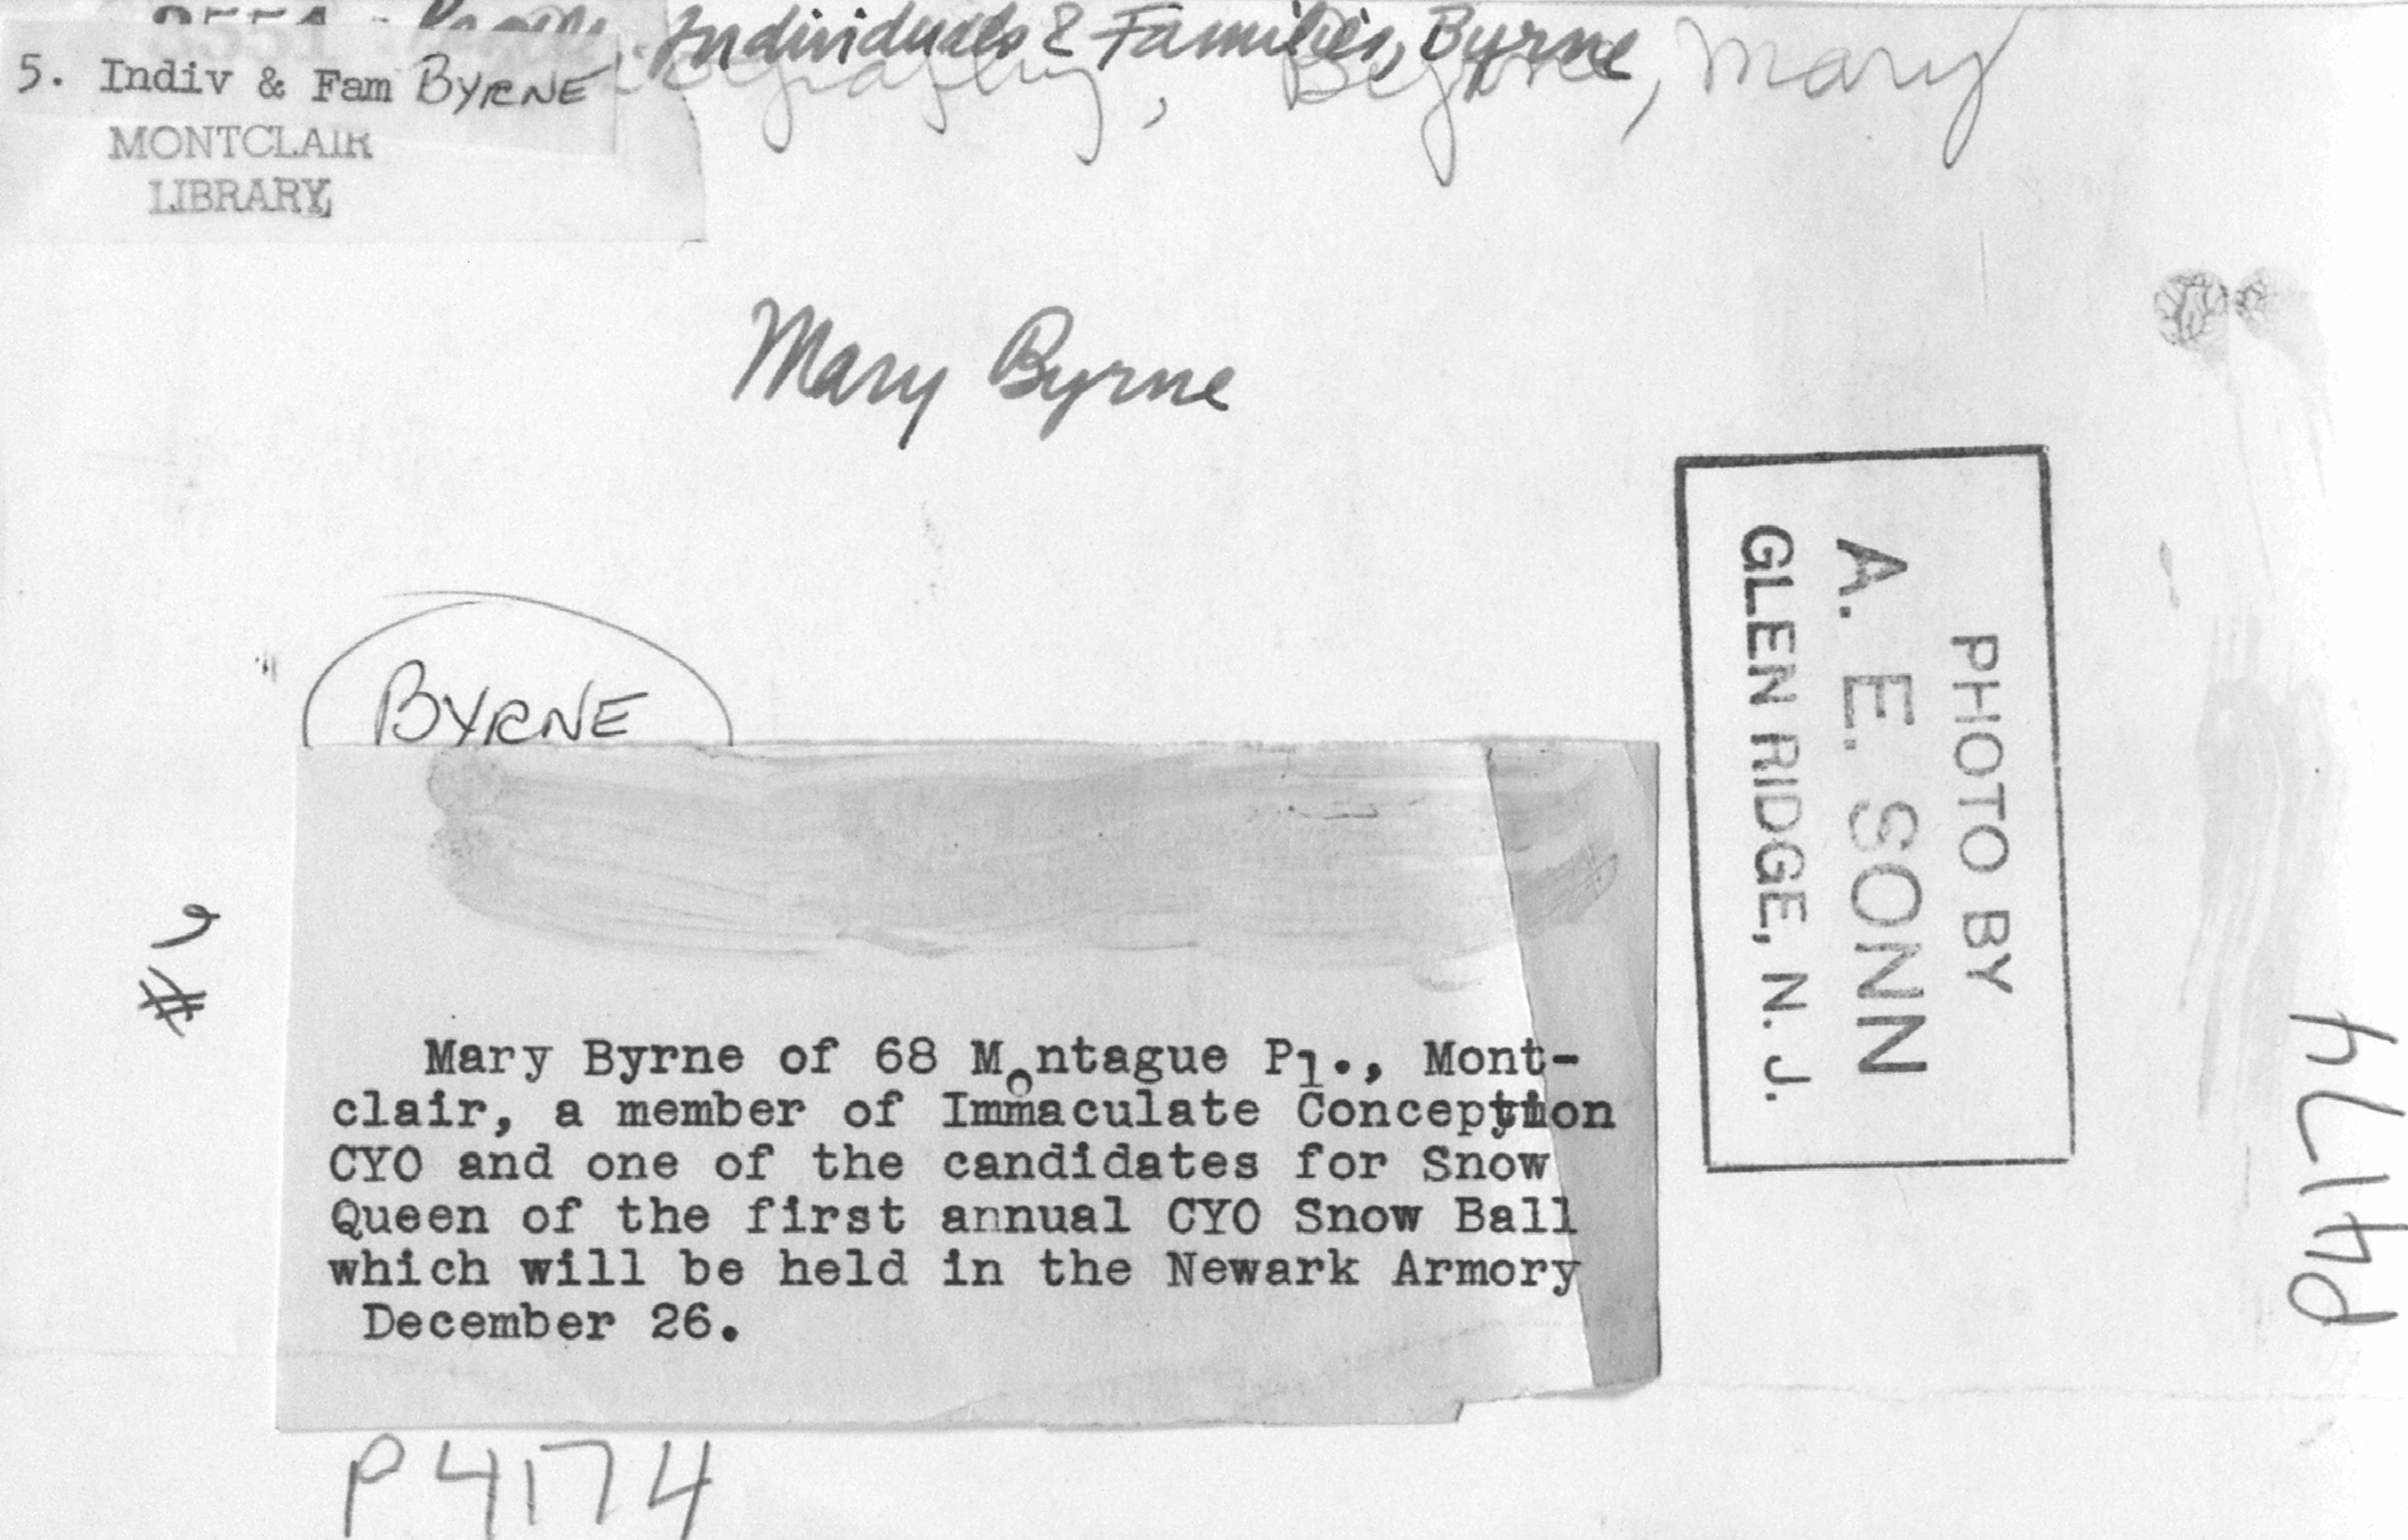 Individuals & Families, Byrne
Biography, Byrne, Mary
5. Indiv & Fam BYRNE
MONTCLAIR
LIBRARY
Mary Byrne
PHOTO BY
A. E. SONN
GLEN RIDGE, N. J.
BYRNE
Mary Byrne of 68 Montague Pl., Mont-
clair, a member of Immaculate Conception
CYO and one of the candidates for Snow
Queen of the first annual CYO Snow Ball
which will be held in the Newark Armory
December 26.
P4174
P4174